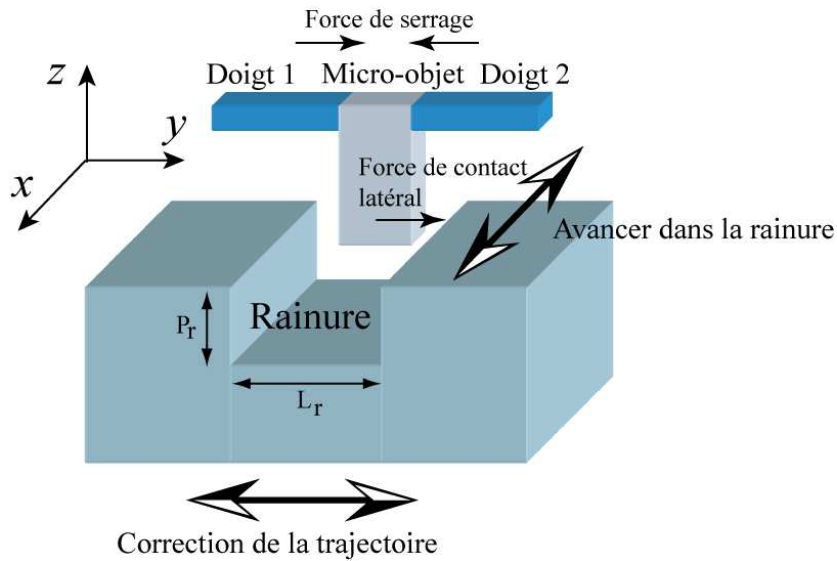 Force de serrage
Doigt 1 Micro-objet Doigt 2
z
y
x
Force de contact
latéral
Avancer dans la rainure
Rainure
Pr
Lr
Correction de la trajectoire